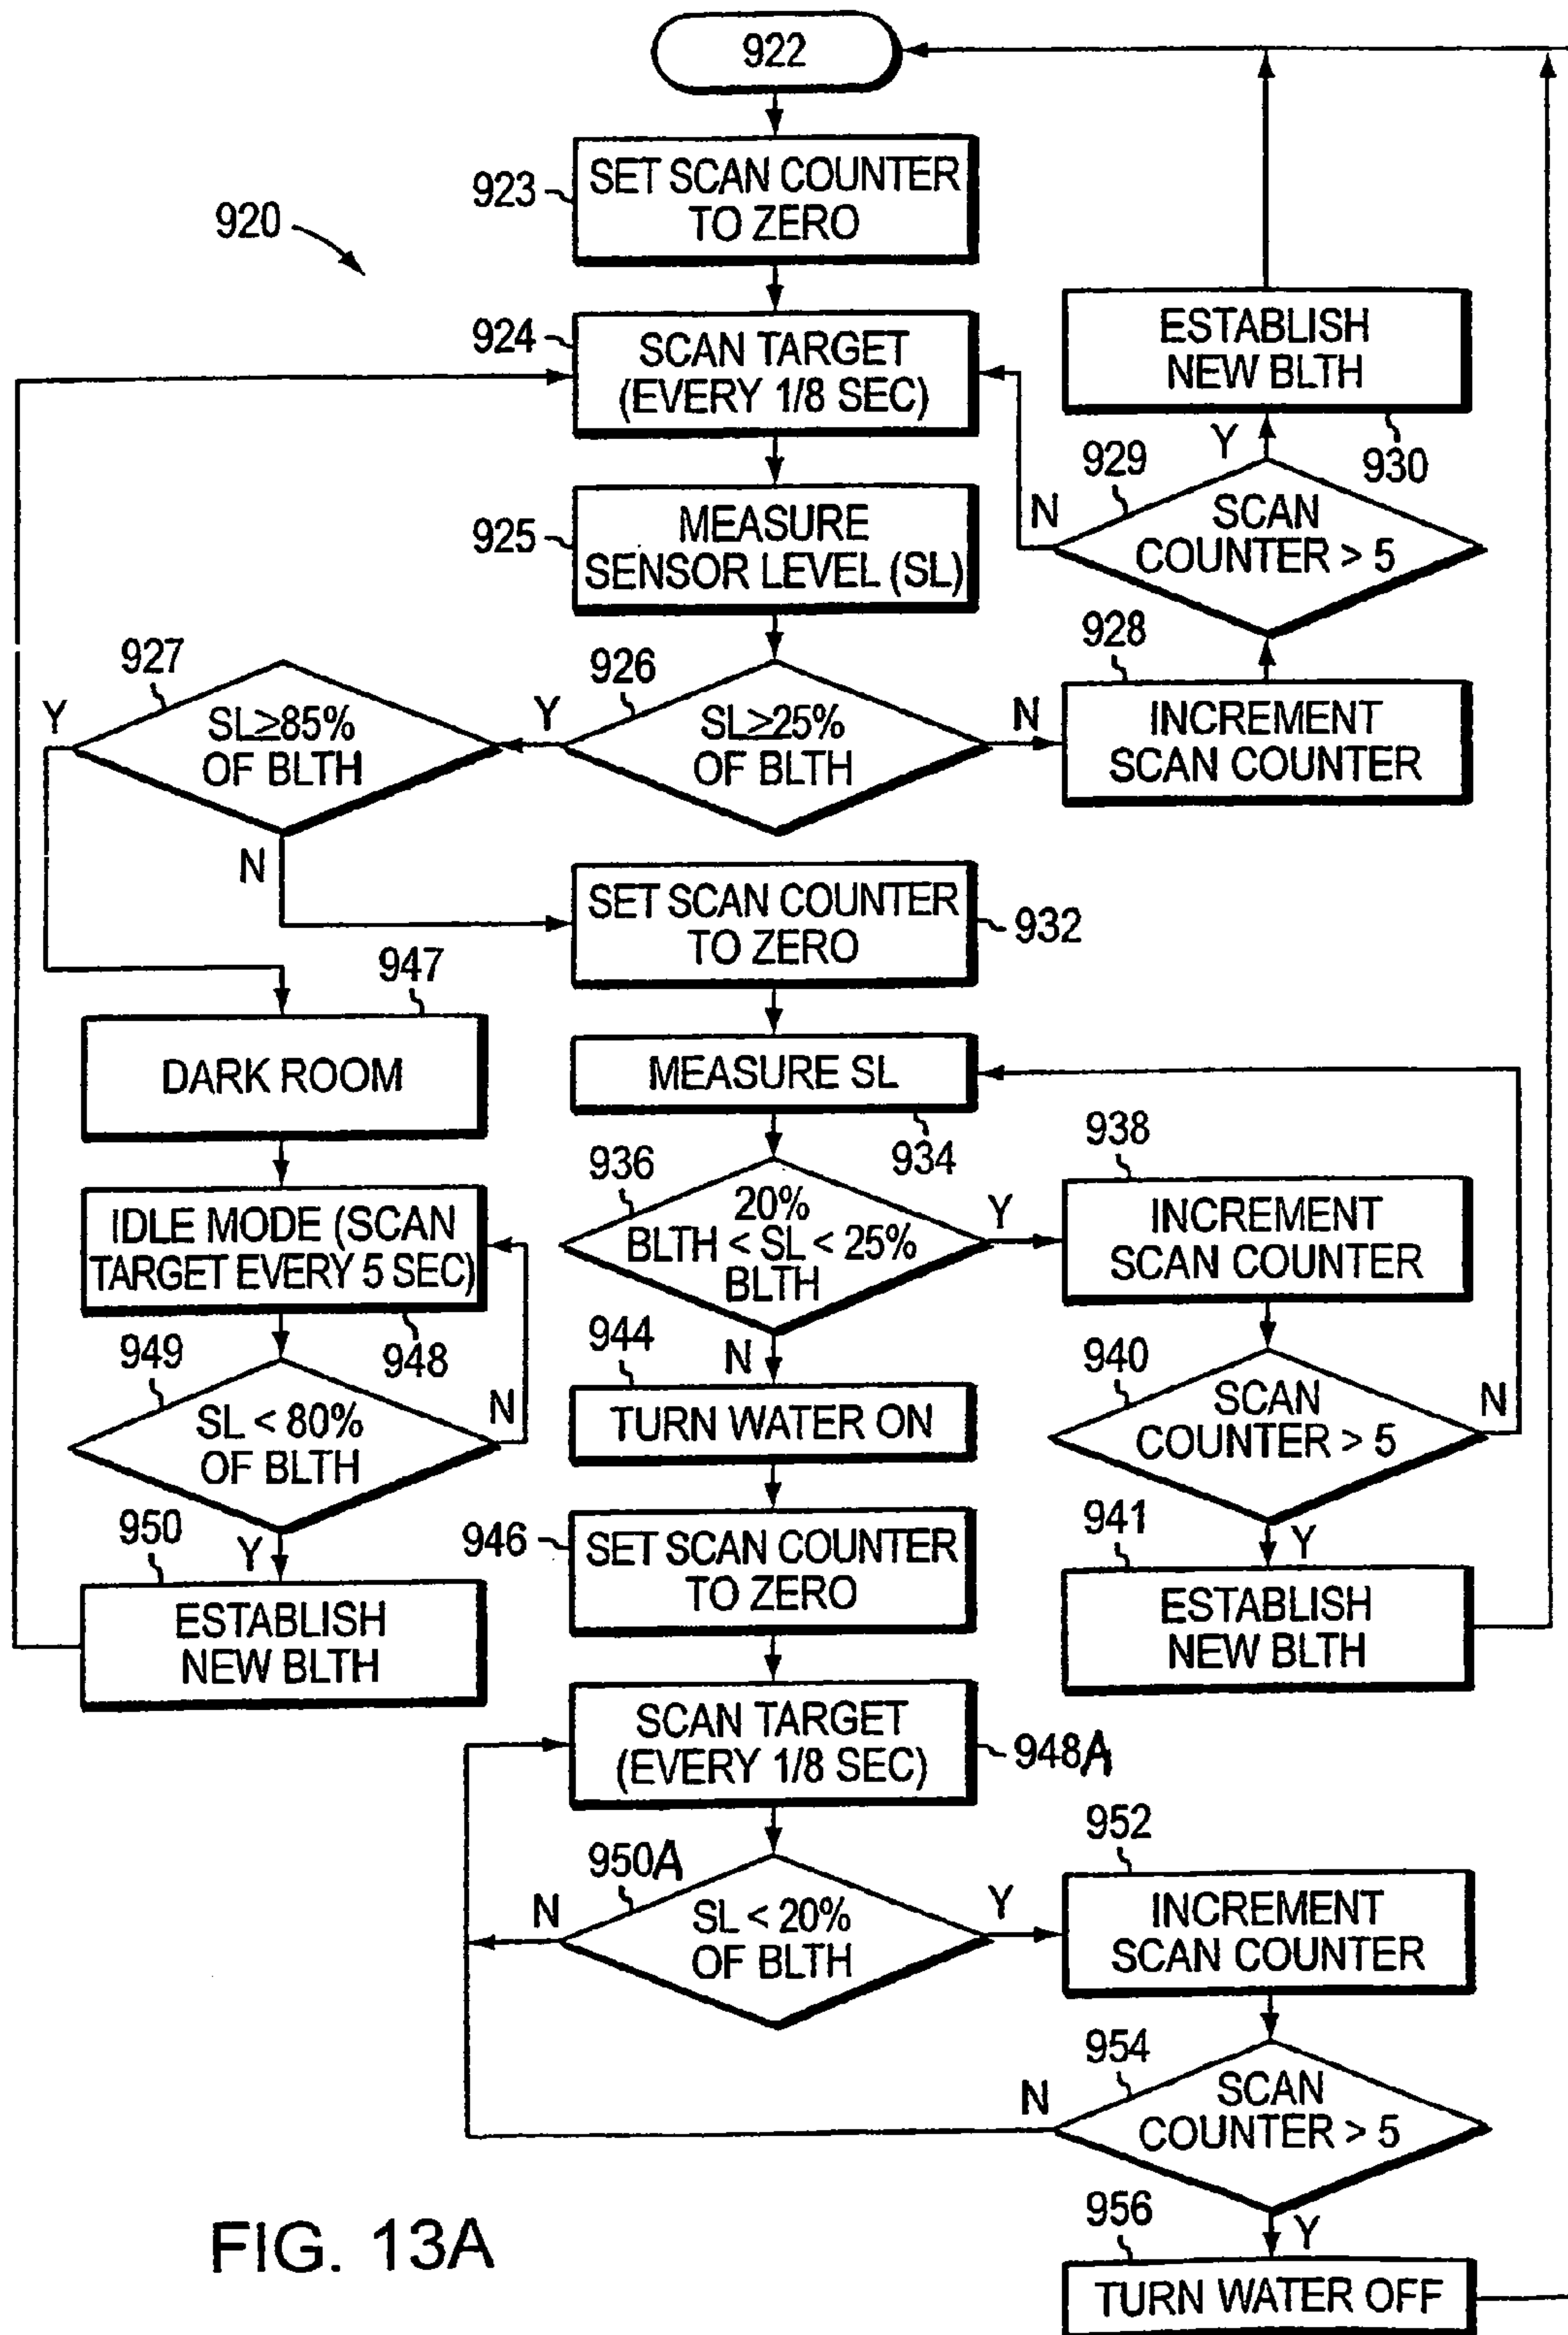 922
923
SET SCAN COUNTER
TO ZERO
920
924
SCAN TARGET
(EVERY 1/8 SEC)
ESTABLISH
NEW BLTH
930
925
MEASURE
SENSOR LEVEL (SL)
929
Y
N
SCAN
COUNTER > 5
927
Y
SL≥85%
OF BLTH
926
Y
SL≥25%
OF BLTH
N
928
INCREMENT
SCAN COUNTER
N
SET SCAN COUNTER
TO ZERO
932
947
DARK ROOM
MEASURE SL
934
936
20%
BLTH < SL < 25%
BLTH
Y
N
938
INCREMENT
SCAN COUNTER
IDLE MODE (SCAN
TARGET EVERY 5 SEC)
948
949
SL < 80%
OF BLTH
N
Y
944
TURN WATER ON
940
SCAN
COUNTER > 5
N
Y
950
ESTABLISH
NEW BLTH
946
SET SCAN COUNTER
TO ZERO
941
ESTABLISH
NEW BLTH
SCAN TARGET
(EVERY 1/8 SEC)
948A
950A
N
SL < 20%
OF BLTH
Y
952
INCREMENT
SCAN COUNTER
954
N
SCAN
COUNTER > 5
Y
956
TURN WATER OFF
FIG. 13A